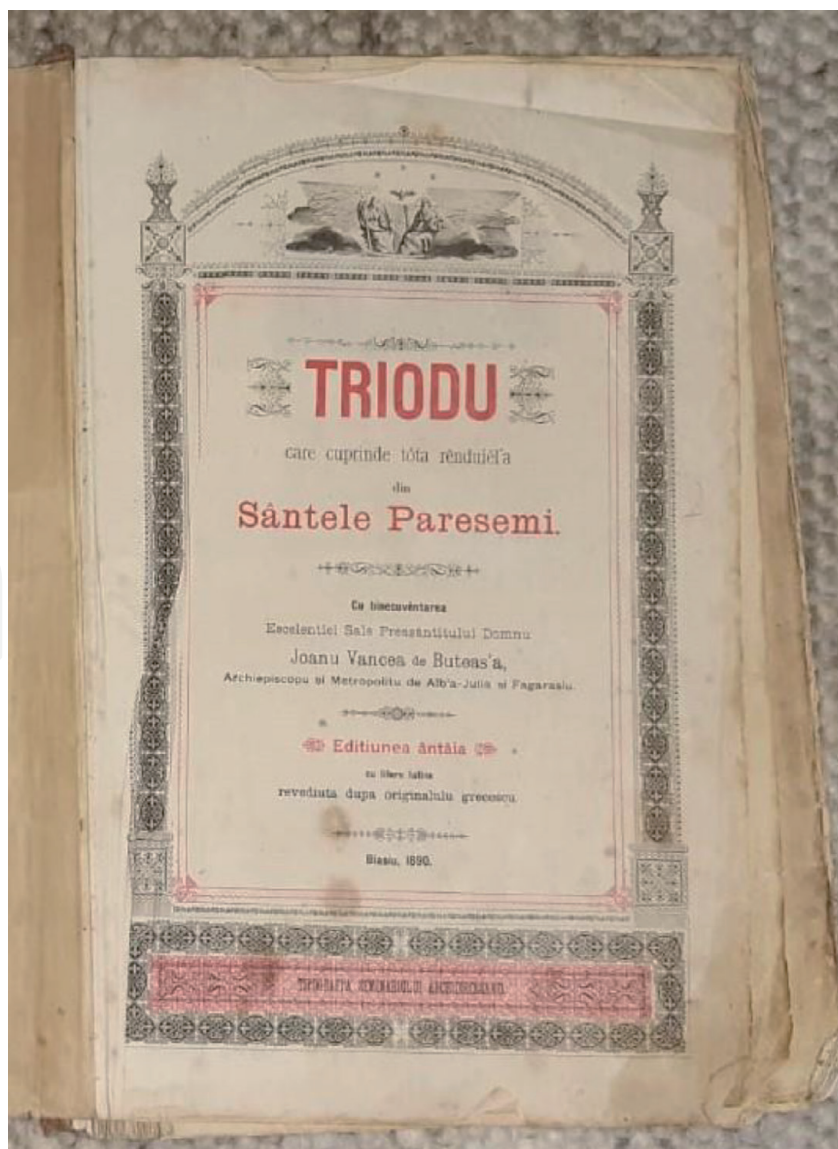 TRIODU
care cuprinde tóta rênduiél'a
din
Sântele Paresemi.
Cu binecuvêntarea
Escelentiei Sale Preasântitului Domnu
Joanu Vancea de Buteas'a,
Archiepiscopu si Metropolitu de Alb'a-Julia si Fagarasiu.
Editiunea ântâia
cu litere latine
revediuta dupa originalulu grecescu.
Blasiu, 1890.
TIPOGRAFIA SEMINARIULUI ARCHIDIECESANU.